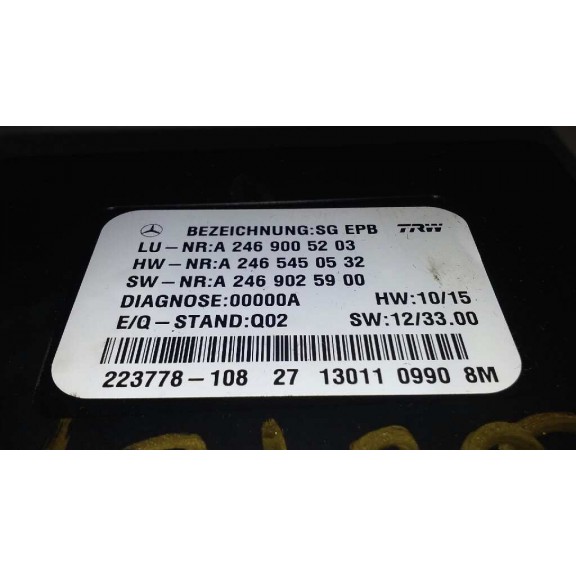 BEZEICHNUNG:SG EPB TRW
LU-NR:A 246 900 52 03
HW-NR:A 246 545 05 32
SW-NR:A 246 902 59 00
DIAGNOSE:00000A HW:10/15
E/Q-STAND:Q02 SW:12/33.00
223778-108 27 13011 0990 8M